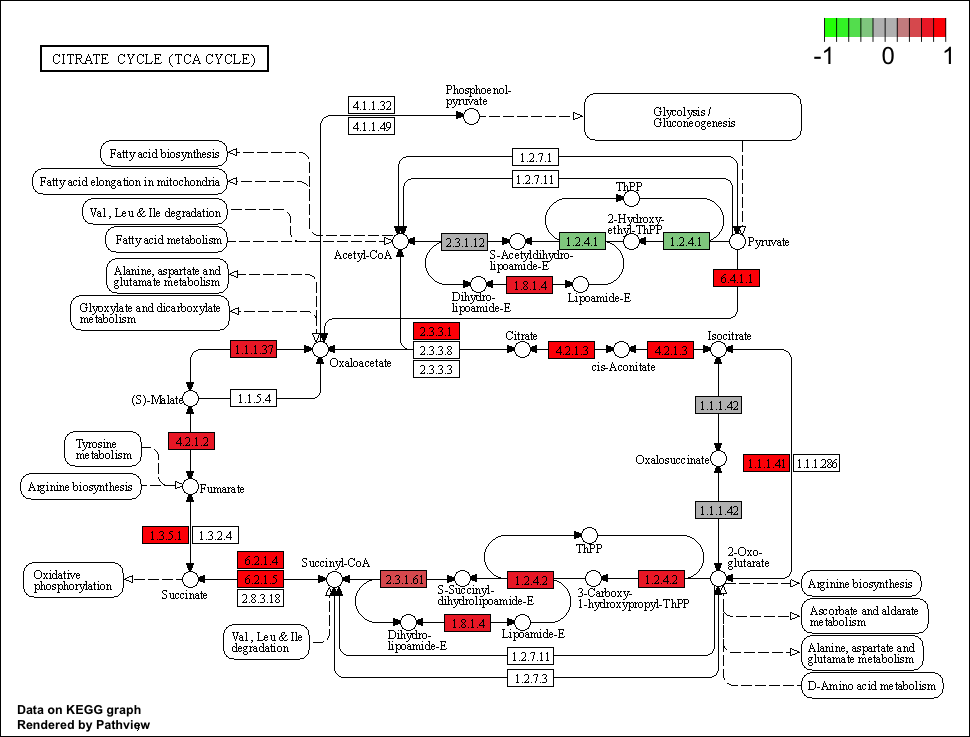 CITRATE CYCLE (TCA CYCLE)
-1 0 1
Phosphoenol-
pyruvate
4.1.1.32
4.1.1.49
Glycolysis /
Gluconeogenesis
Fatty acid biosynthesis
Fatty acid elongation in mitochondria
Val, Leu & Ile degradation
Fatty acid metabolism
1.2.7.1
1.2.7.11
ThPP
2-Hydroxy-
ethyl-ThPP
2.3.1.12
1.2.4.1
1.2.4.1
Acetyl-CoA
S-Acetyldihydro-
lipoamide-E
Pyruvate
Alanine, aspartate and
glutamate metabolism
1.8.1.4
6.4.1.1
Dihydro-
lipoamide-E
Lipoamide-E
Glyoxylate and dicarboxylate
metabolism
2.3.3.1
2.3.3.8
2.3.3.3
Citrate
Isocitrate
1.1.1.37
4.2.1.3
4.2.1.3
Oxaloacetate
cis-Aconitate
(S)-Malate
1.1.5.4
1.1.1.42
4.2.1.2
Tyrosine
metabolism
Oxalosuccinate
1.1.1.41
1.1.1.286
Arginine biosynthesis
Fumarate
1.1.1.42
1.3.5.1
1.3.2.4
ThPP
2-Oxo-
glutarate
6.2.1.4
6.2.1.5
2.8.3.18
Succinyl-CoA
Oxidative
phosphorylation
Succinate
2.3.1.61
1.2.4.2
1.2.4.2
S-Succinyl-
dihydrolipoamide-E
3-Carboxy-
1-hydroxypropyl-ThPP
Arginine biosynthesis
Ascorbate and aldarate
metabolism
1.8.1.4
Dihydro-
lipoamide-E
Lipoamide-E
Val, Leu & Ile
degradation
1.2.7.11
1.2.7.3
Alanine, aspartate and
glutamate metabolism
D-Amino acid metabolism
Data on KEGG graph
Rendered by Pathview